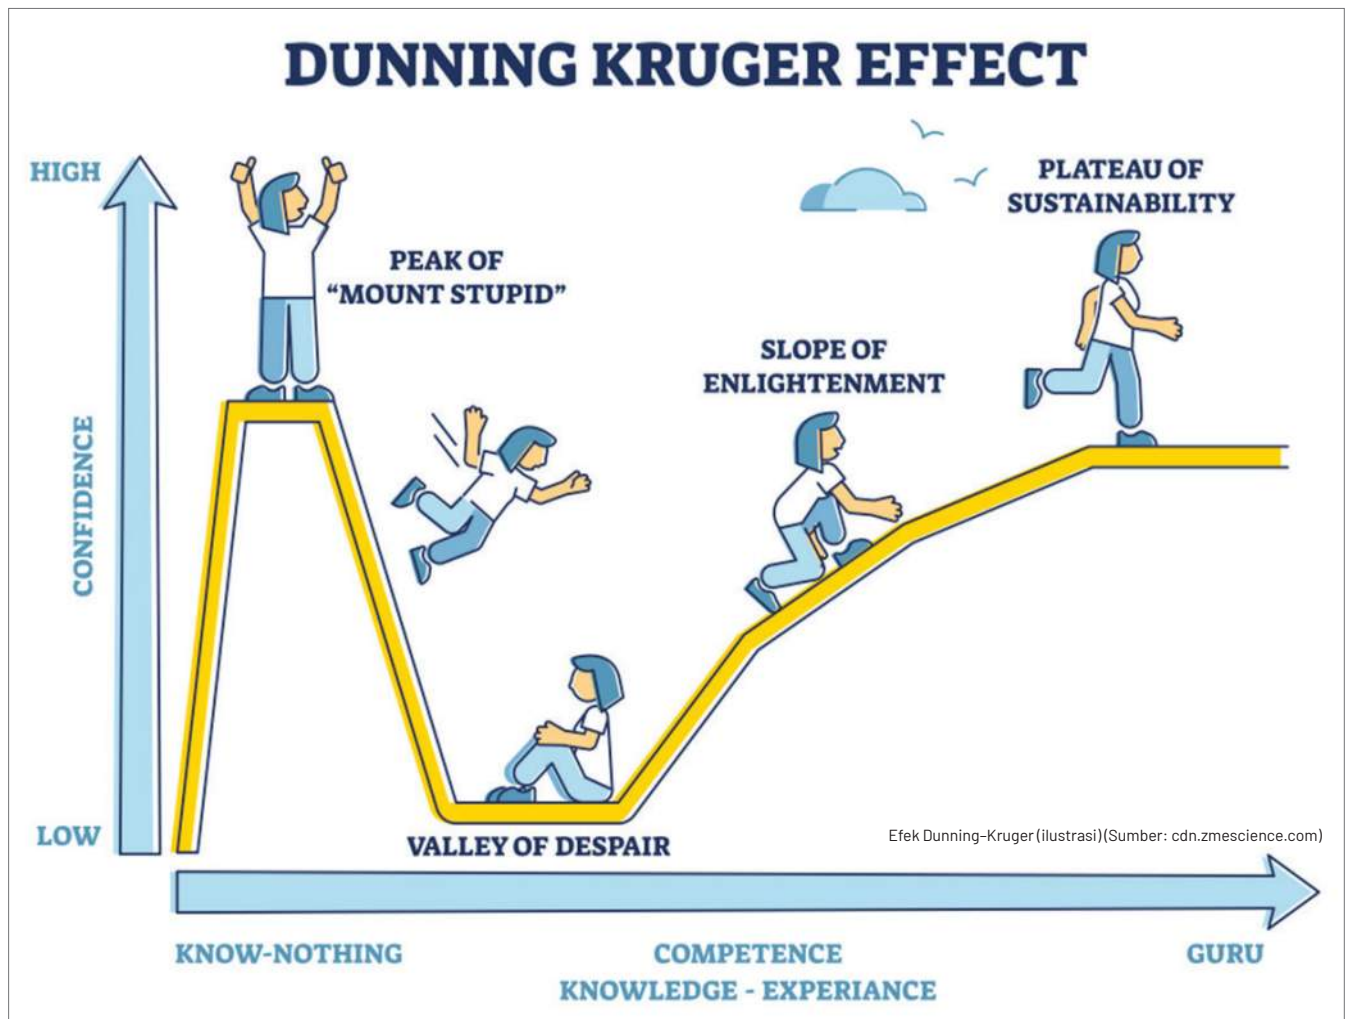 DUNNING KRUGER EFFECT
HIGH
PLATEAU OF
SUSTAINABILITY
PEAK OF
“MOUNT STUPID”
SLOPE OF
ENLIGHTENMENT
CONFIDENCE
LOW
VALLEY OF DESPAIR
Efek Dunning–Kruger (ilustrasi) (Sumber: cdn.zmescience.com)
KNOW-NOTHING
COMPETENCE
GURU
KNOWLEDGE - EXPERIANCE